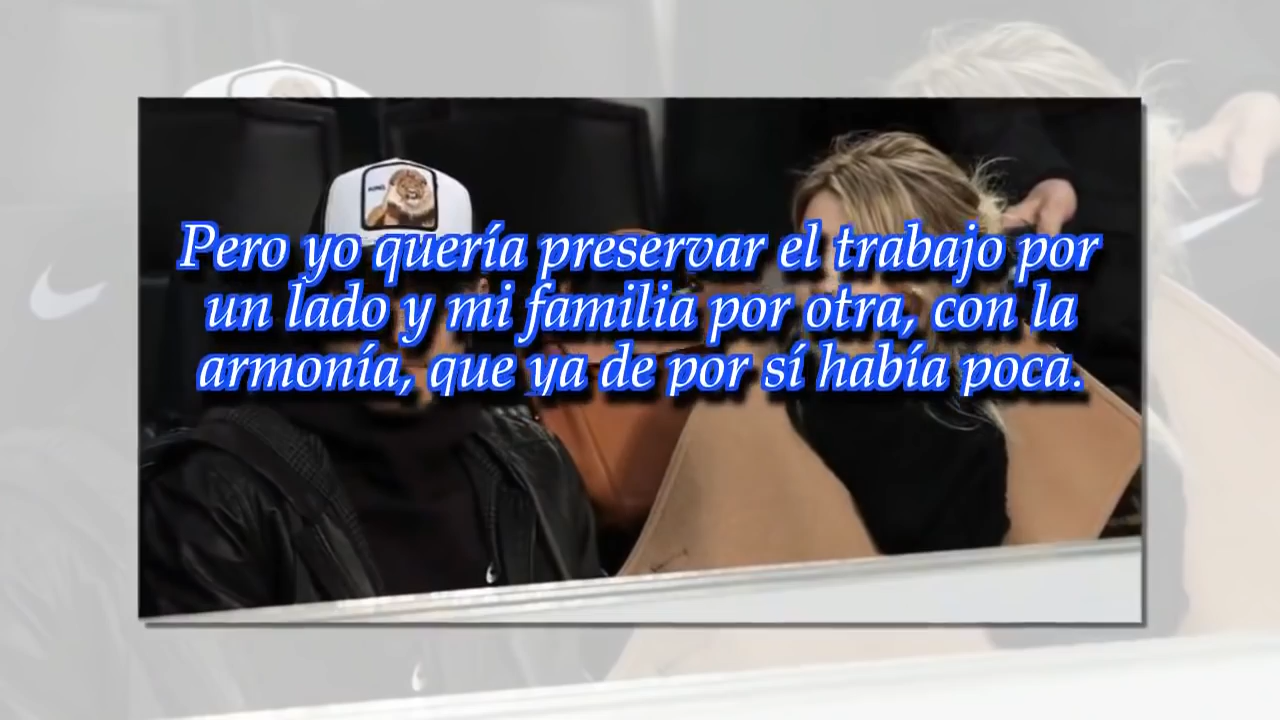 Pero yo quería preservar el trabajo por
un lado y mi familia por otra, con la
armonía, que ya de por sí había poca.